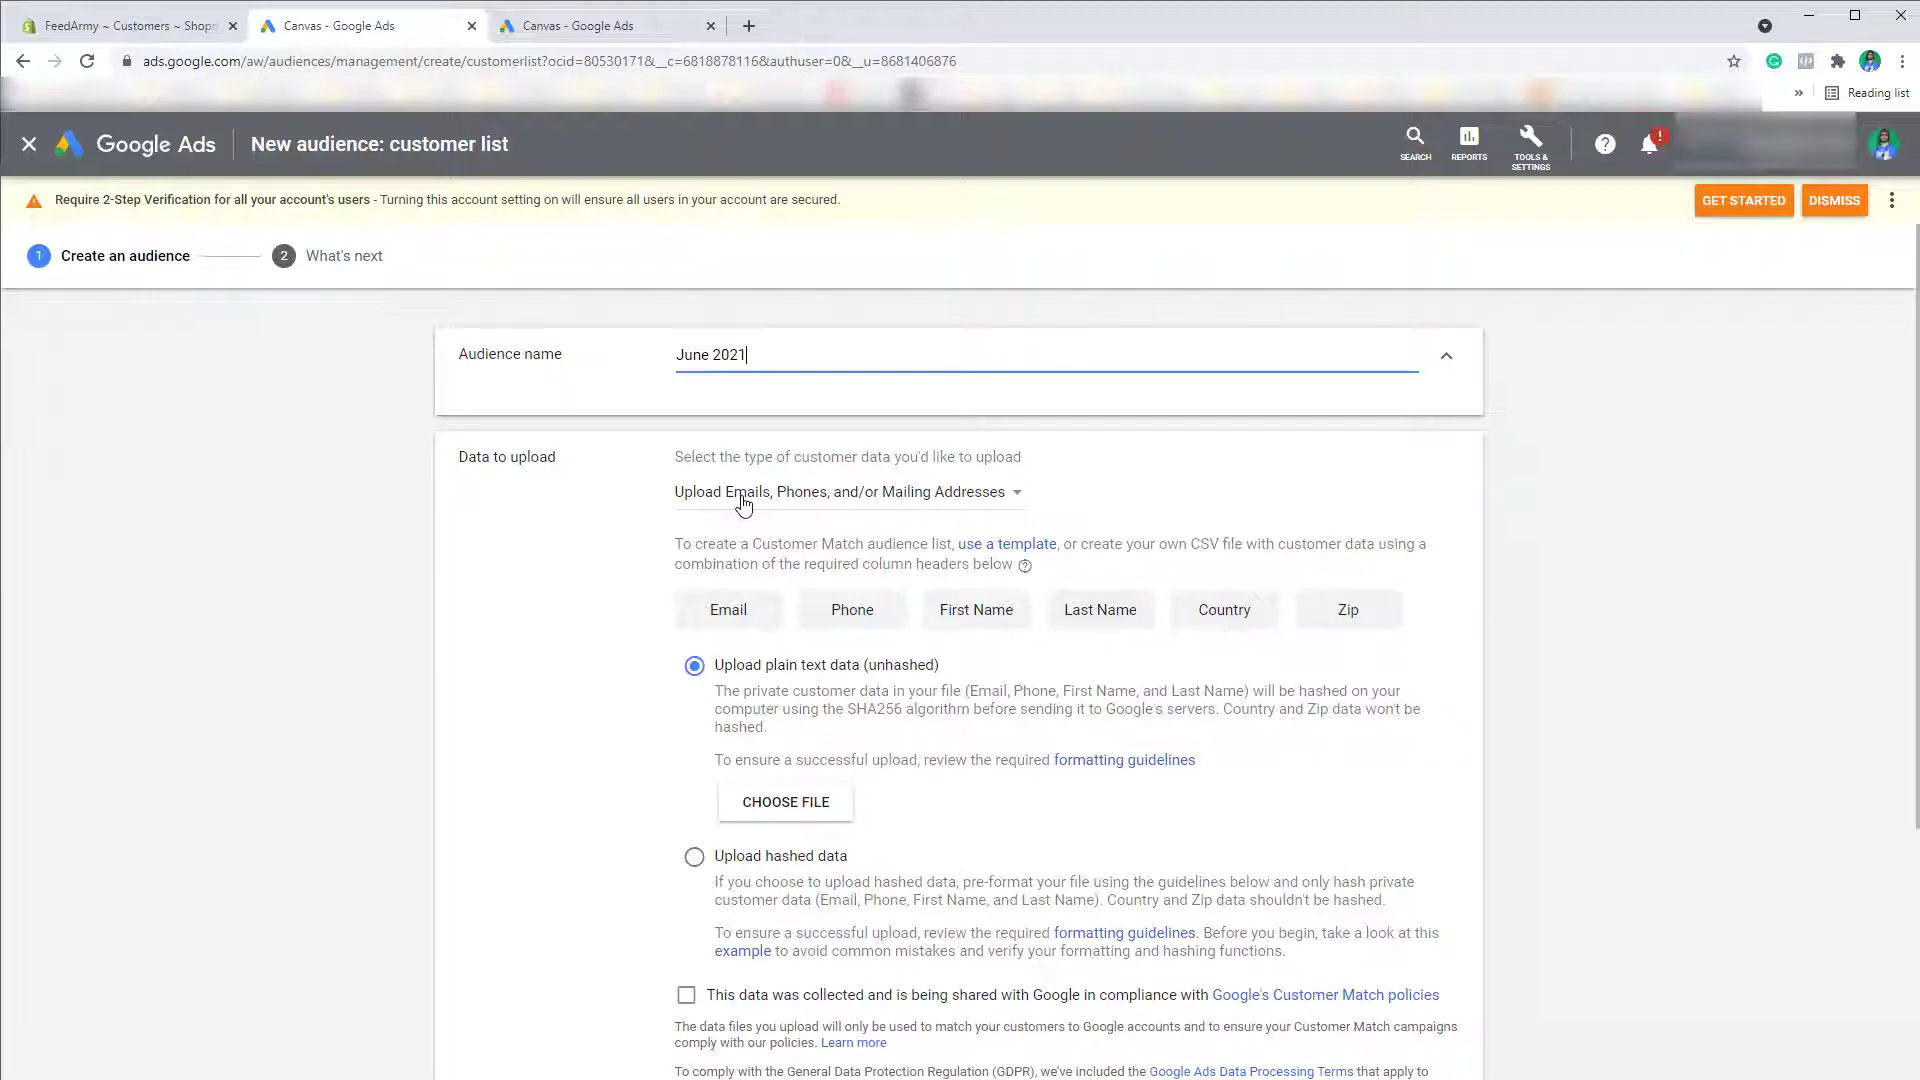 FeedArmy ~ Customers ~ Shop
Canvas - Google Ads
Canvas - Google Ads
ads.google.com/aw/audiences/management/create/customerlist?ocid=80530171&__c=6818878116&authuser=0&__u=8681406876
Reading list
Google Ads
New audience: customer list
SEARCH
REPORTS
TOOLS &
SETTINGS
Require 2-Step Verification for all your account's users - Turning this account setting on will ensure all users in your account are secured.
GET STARTED
DISMISS
1 Create an audience
2 What's next
Audience name
June 2021
Data to upload
Select the type of customer data you'd like to upload
Upload Emails, Phones, and/or Mailing Addresses
To create a Customer Match audience list, use a template, or create your own CSV file with customer data using a
combination of the required column headers below
Email
Phone
First Name
Last Name
Country
Zip
Upload plain text data (unhashed)
The private customer data in your file (Email, Phone, First Name, and Last Name) will be hashed on your
computer using the SHA256 algorithm before sending it to Google's servers. Country and Zip data won't be
hashed.
To ensure a successful upload, review the required formatting guidelines
CHOOSE FILE
Upload hashed data
If you choose to upload hashed data, pre-format your file using the guidelines below and only hash private
customer data (Email, Phone, First Name, and Last Name). Country and Zip data shouldn't be hashed.
To ensure a successful upload, review the required formatting guidelines. Before you begin, take a look at this
example to avoid common mistakes and verify your formatting and hashing functions.
This data was collected and is being shared with Google in compliance with Google's Customer Match policies
The data files you upload will only be used to match your customers to Google accounts and to ensure your Customer Match campaigns
comply with our policies. Learn more
To comply with the General Data Protection Regulation (GDPR), we've included the Google Ads Data Processing Terms that apply to